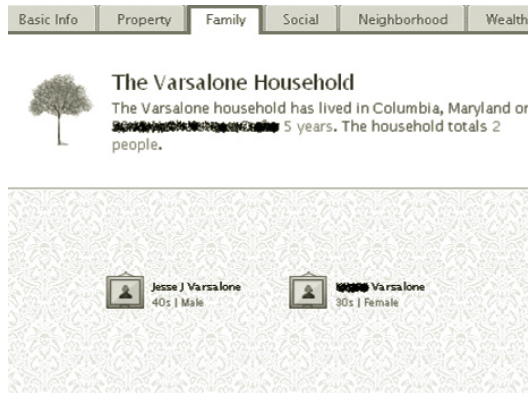 Basic Info Property Family Social Neighborhood Wealth
The Varsalone Household
The Varsalone household has lived in Columbia, Maryland on
5 years. The household totals 2
people.
Jesse J Varsalone Varsalone
40s | Male 30s | Female